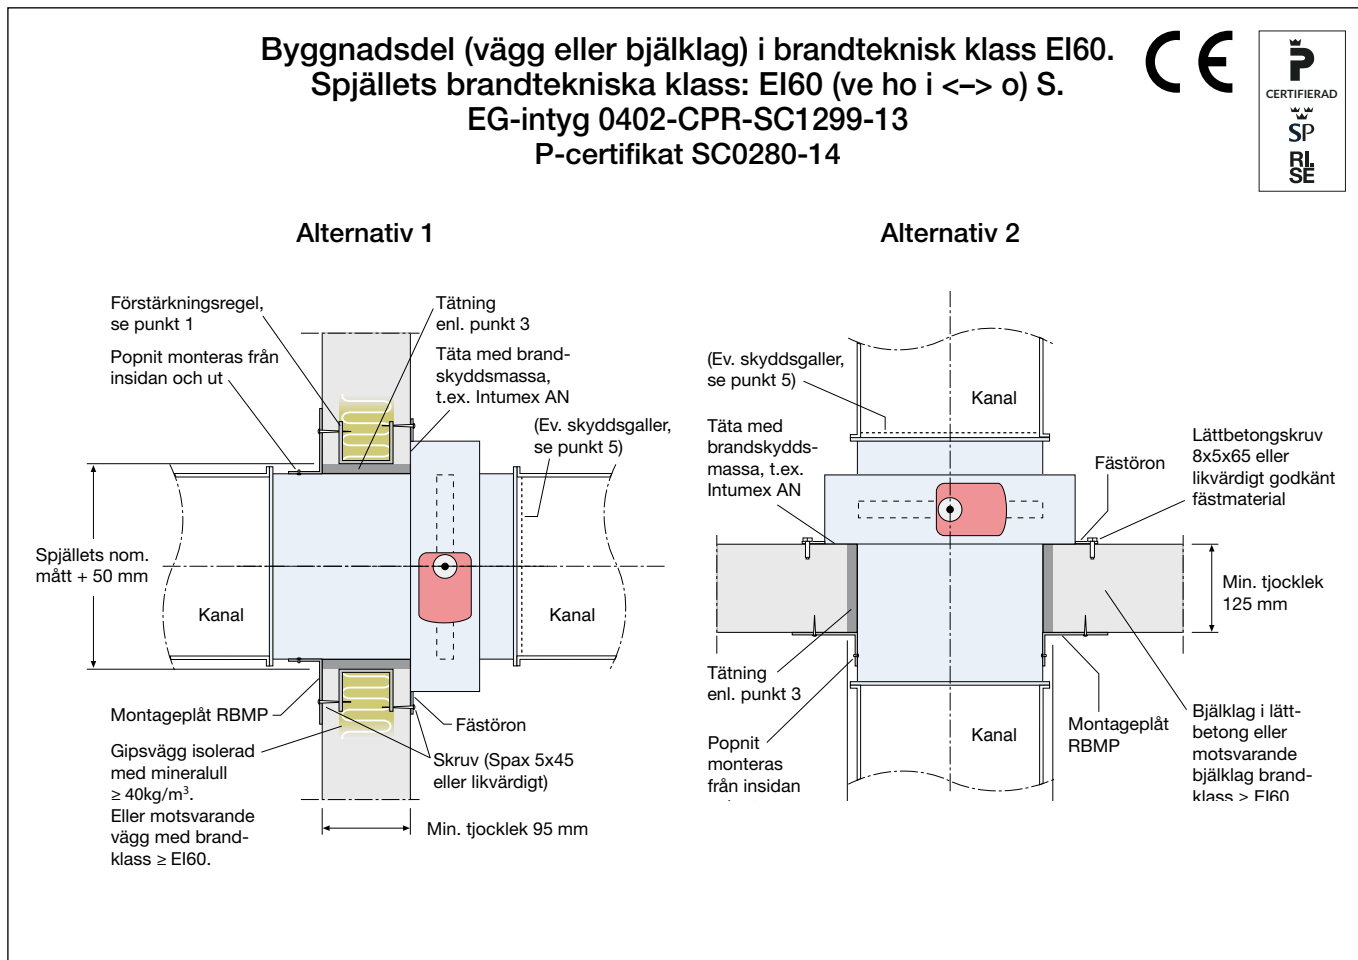 Byggnadsdel (vägg eller bjälklag) i brandteknisk klass EI60.
Spjällets brandtekniska klass: EI60 (ve ho i <–> o) S.
EG-intyg 0402-CPR-SC1299-13
P-certifikat SC0280-14
CE
P
CERTIFIERAD
SP
RI.
SE
Alternativ 1
Förstärkningsregel,
se punkt 1
Popnit monteras från
insidan och ut
Tätning
enl. punkt 3
Täta med brand-
skyddsmassa,
t.ex. Intumex AN
(Ev. skyddsgaller,
se punkt 5)
Spjällets nom.
mått + 50 mm
Kanal
Kanal
Montageplåt RBMP
Gipsvägg isolerad
med mineralull
≥ 40kg/m³.
Eller motsvarande
vägg med brand-
klass ≥ EI60.
Fästöron
Skruv (Spax 5x45
eller likvärdigt)
Min. tjocklek 95 mm
Alternativ 2
(Ev. skyddsgaller,
se punkt 5)
Kanal
Täta med
brandskydds-
massa, t.ex.
Intumex AN
Fästöron
Lättbetongskruv
8x5x65 eller
likvärdigt godkänt
fästmaterial
Min. tjocklek
125 mm
Tätning
enl. punkt 3
Popnit
monteras
från insidan
Kanal
Montageplåt
RBMP
Bjälklag i lätt-
betong eller
motsvarande
bjälklag brand-
klass ≥ EI60